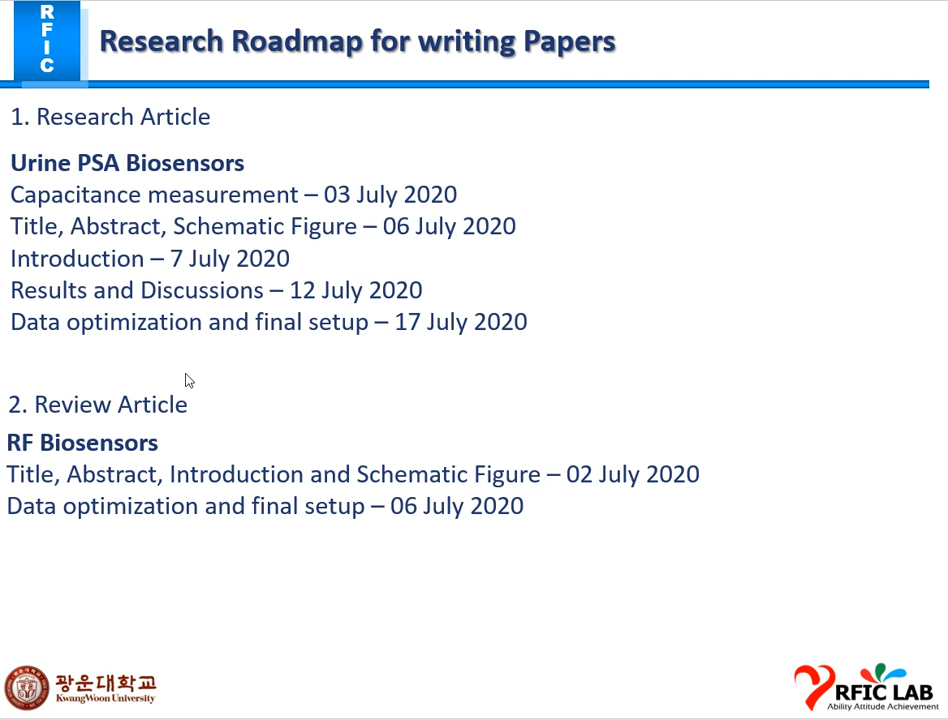 RFIC
Research Roadmap for writing Papers
1. Research Article
Urine PSA Biosensors
Capacitance measurement – 03 July 2020
Title, Abstract, Schematic Figure – 06 July 2020
Introduction – 7 July 2020
Results and Discussions – 12 July 2020
Data optimization and final setup – 17 July 2020
2. Review Article
RF Biosensors
Title, Abstract, Introduction and Schematic Figure – 02 July 2020
Data optimization and final setup – 06 July 2020
광운대학교
KwangWoon University
RFIC LAB
Ability Attitude Achievement